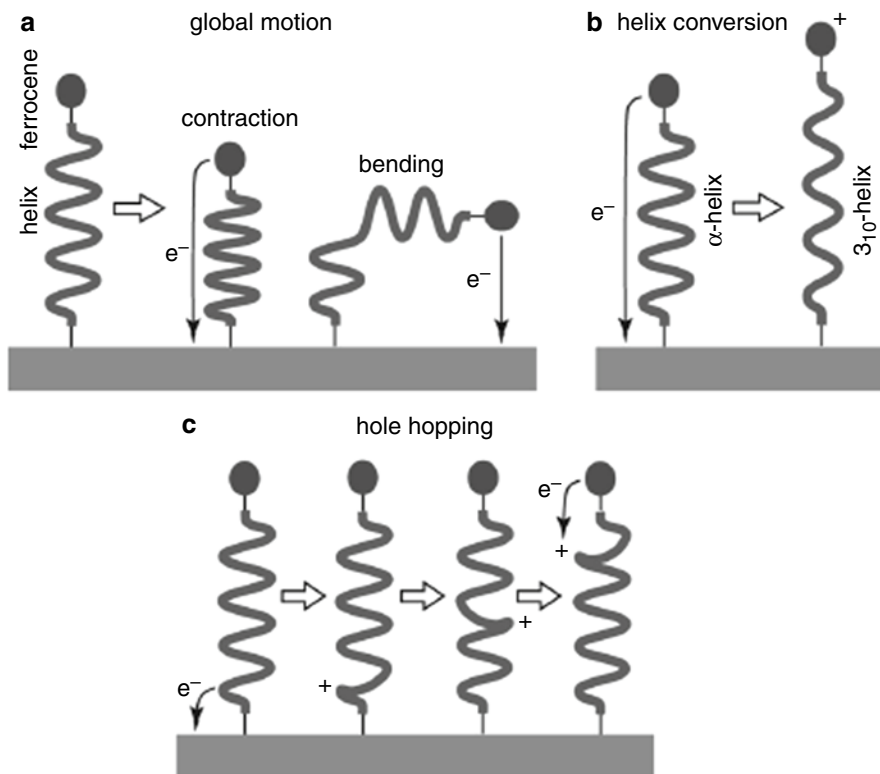 a
global motion
ferrocene
helix
contraction
e⁻
bending
e⁻
b
helix conversion
+
e⁻
α-helix
3₁₀-helix
c
hole hopping
e⁻
+
+
e⁻
+